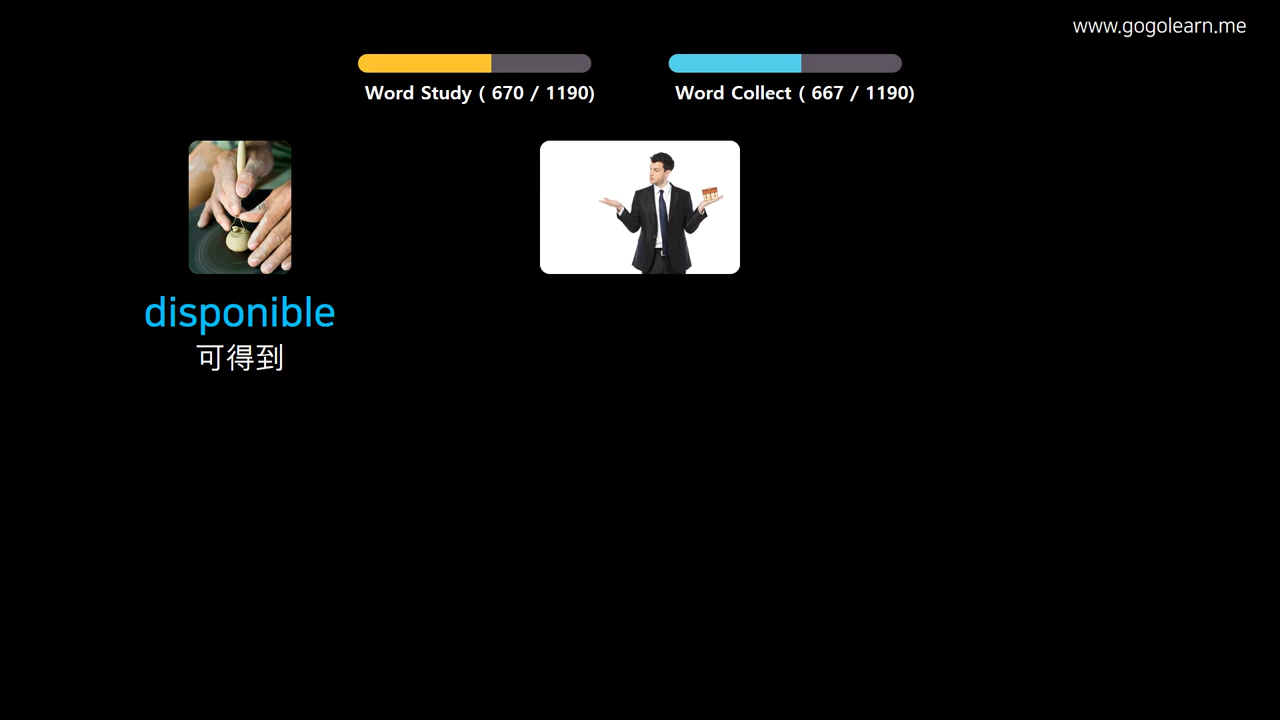 www.gogolearn.me
Word Study ( 670 / 1190)
Word Collect ( 667 / 1190)
disponible
可得到